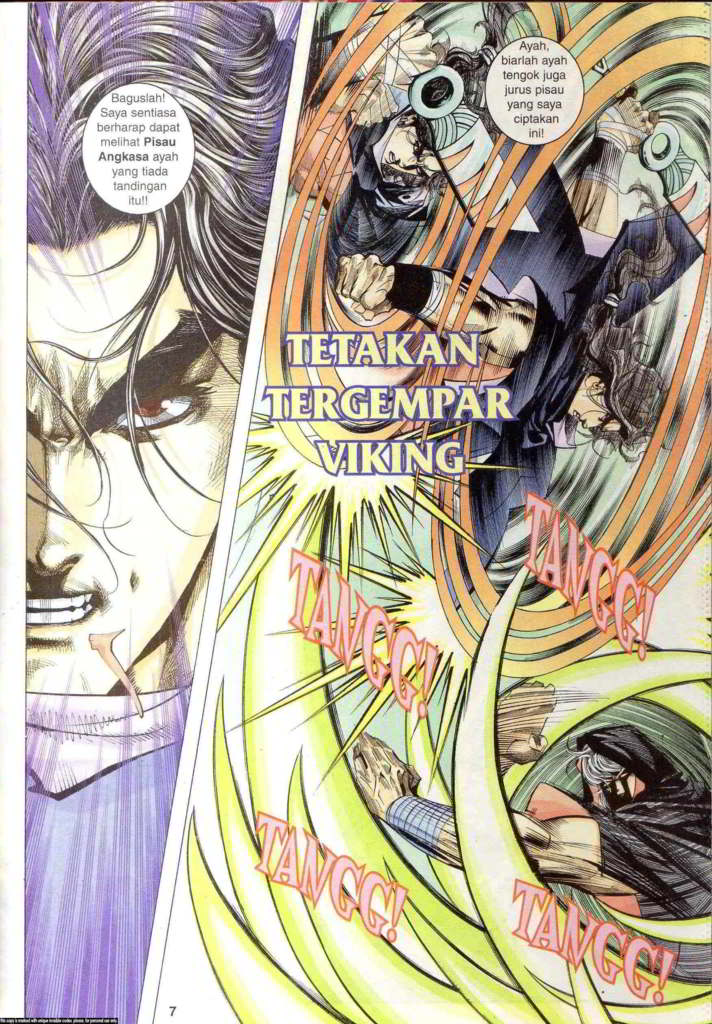 Baguslah!
Saya sentiasa
berharap dapat
melihat Pisau
Angkasa ayah
yang tiada
tandingan
itu!!
Ayah,
biarlah ayah
tengok juga
jurus pisau
yang saya
ciptakan
ini!
TETAKAN
TERGEMPAR
VIKING
TANGG!
TANGG!
TANGG!
TANGG!
7